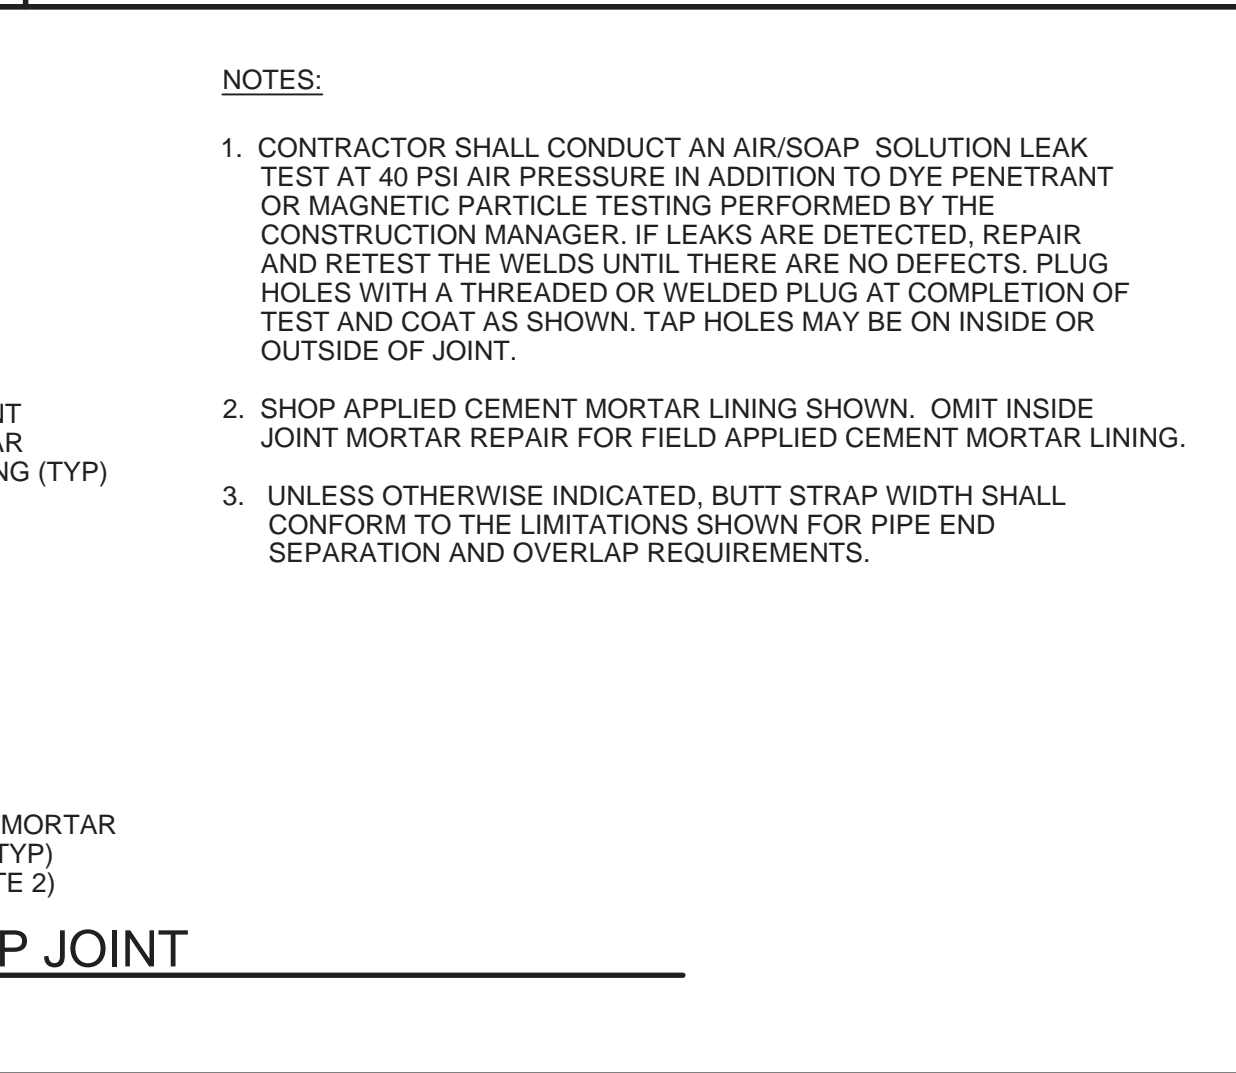 NOTES:
1. CONTRACTOR SHALL CONDUCT AN AIR/SOAP SOLUTION LEAK
TEST AT 40 PSI AIR PRESSURE IN ADDITION TO DYE PENETRANT
OR MAGNETIC PARTICLE TESTING PERFORMED BY THE
CONSTRUCTION MANAGER. IF LEAKS ARE DETECTED, REPAIR
AND RETEST THE WELDS UNTIL THERE ARE NO DEFECTS. PLUG
HOLES WITH A THREADED OR WELDED PLUG AT COMPLETION OF
TEST AND COAT AS SHOWN. TAP HOLES MAY BE ON INSIDE OR
OUTSIDE OF JOINT.
2. SHOP APPLIED CEMENT MORTAR LINING SHOWN. OMIT INSIDE
JOINT MORTAR REPAIR FOR FIELD APPLIED CEMENT MORTAR LINING.
3. UNLESS OTHERWISE INDICATED, BUTT STRAP WIDTH SHALL
CONFORM TO THE LIMITATIONS SHOWN FOR PIPE END
SEPARATION AND OVERLAP REQUIREMENTS.
NT
AR
NG (TYP)
MORTAR
TYP)
TE 2)
P JOINT